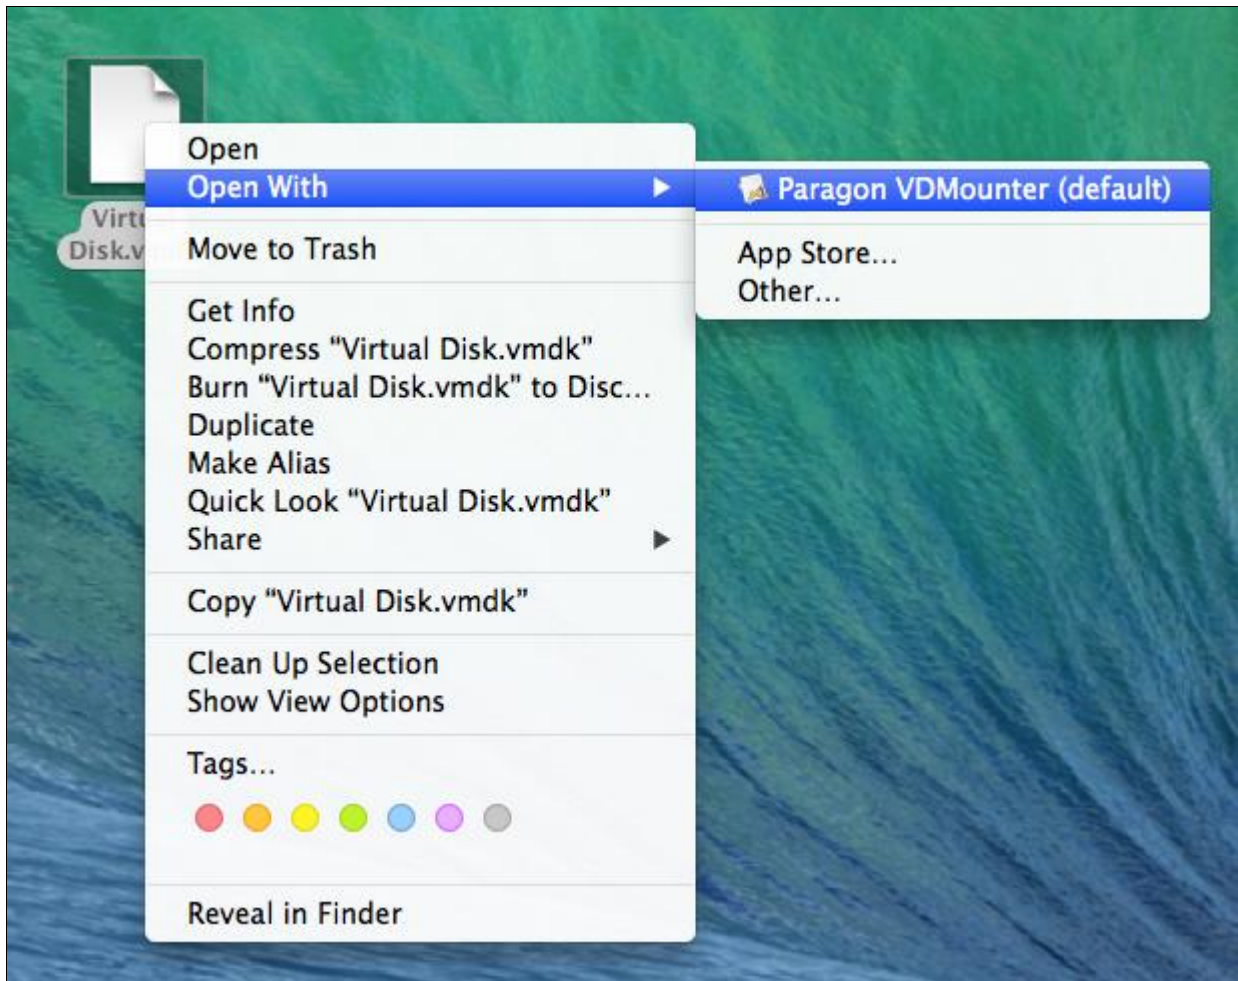 Virtu
Disk.v
Open
Open With
Paragon VDMounter (default)
App Store…
Other…
Move to Trash
Get Info
Compress “Virtual Disk.vmdk”
Burn “Virtual Disk.vmdk” to Disc…
Duplicate
Make Alias
Quick Look “Virtual Disk.vmdk”
Share
Copy “Virtual Disk.vmdk”
Clean Up Selection
Show View Options
Tags…
Reveal in Finder